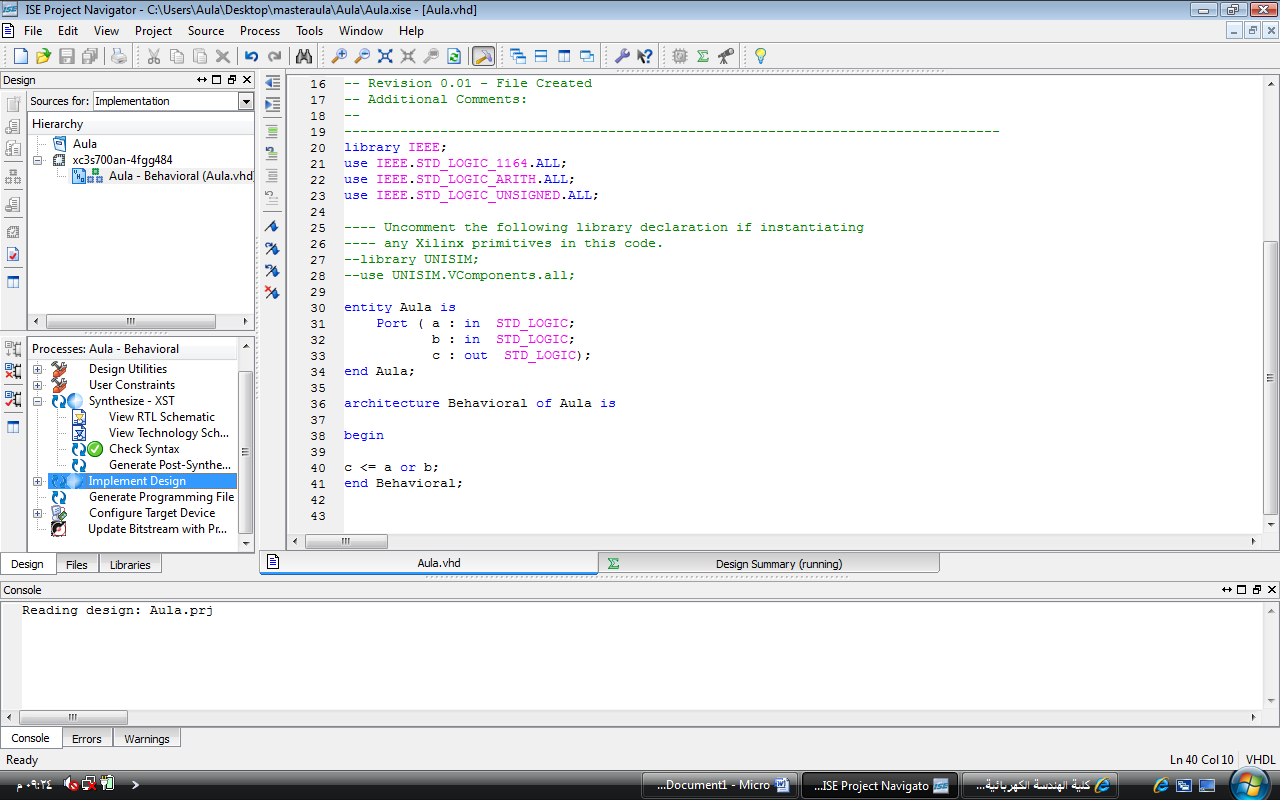 ISE Project Navigator - C:\Users\Aula\Desktop\masteraula\Aula\Aula.xise - [Aula.vhd]
File Edit View Project Source Process Tools Window Help
Design
Sources for: Implementation
Hierarchy
Aula
xc3s700an-4fgg484
Aula - Behavioral (Aula.vhd
Processes: Aula - Behavioral
Design Utilities
User Constraints
Synthesize - XST
View RTL Schematic
View Technology Sch...
Check Syntax
Generate Post-Synthe...
Implement Design
Generate Programming File
Configure Target Device
Update Bitstream with Pr...
Design Files Libraries
16 -- Revision 0.01 - File Created
17 -- Additional Comments:
18 --
19 ----------------------------------------------------------------------------------
20 library IEEE;
21 use IEEE.STD_LOGIC_1164.ALL;
22 use IEEE.STD_LOGIC_ARITH.ALL;
23 use IEEE.STD_LOGIC_UNSIGNED.ALL;
24
25 ---- Uncomment the following library declaration if instantiating
26 ---- any Xilinx primitives in this code.
27 --library UNISIM;
28 --use UNISIM.VComponents.all;
29
30 entity Aula is
31     Port ( a : in  STD_LOGIC;
32            b : in  STD_LOGIC;
33            c : out  STD_LOGIC);
34 end Aula;
35
36 architecture Behavioral of Aula is
37
38 begin
39
40 c <= a or b;
41 end Behavioral;
42
43
Aula.vhd Design Summary (running)
Console
Reading design: Aula.prj
Console Errors Warnings
Ready Ln 40 Col 10 VHDL
٠٩:٢٤ م ...Document1 - Micro ...ISE Project Navigato كلية الهندسة الكهربائية...